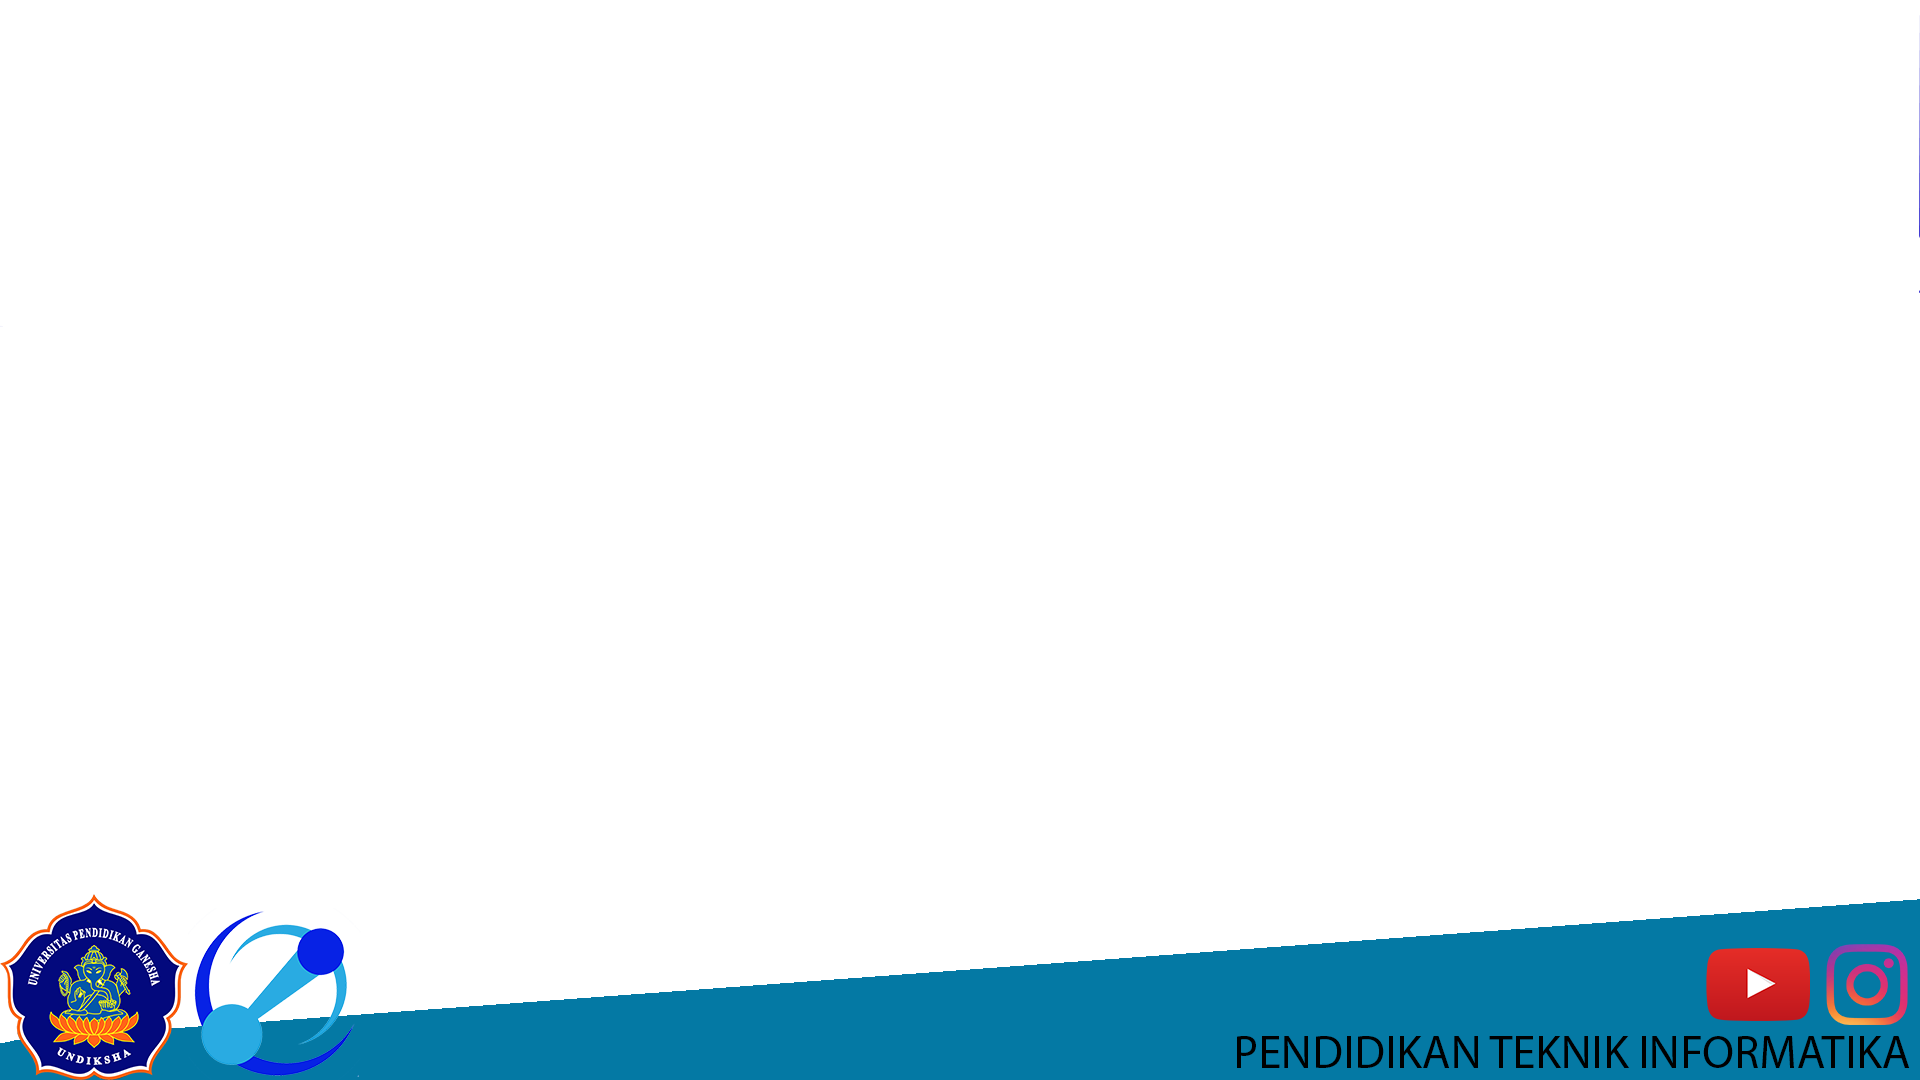 UNIVERSITAS PENDIDIKAN GANESHA
UNDIKSHA
PENDIDIKAN TEKNIK INFORMATIKA